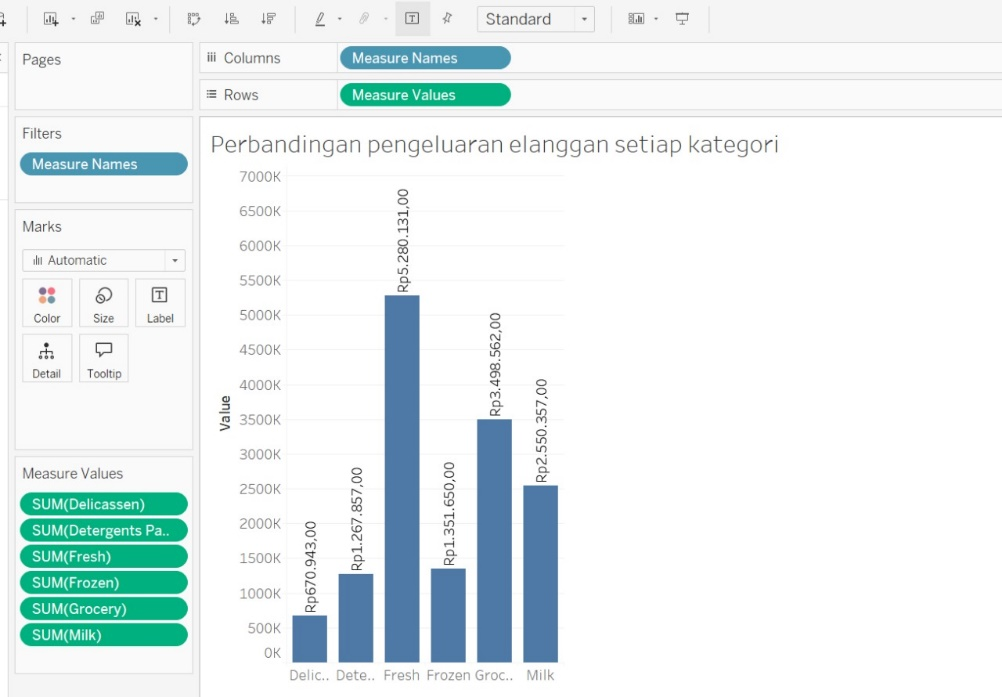 Standard
Pages
Columns
Measure Names
Rows
Measure Values
Filters
Measure Names
Marks
Automatic
Color
Size
Label
Detail
Tooltip
Measure Values
SUM(Delicassen)
SUM(Detergents Pa..
SUM(Fresh)
SUM(Frozen)
SUM(Grocery)
SUM(Milk)
Perbandingan pengeluaran elanggan setiap kategori
Value
7000K
6500K
6000K
5500K
5000K
4500K
4000K
3500K
3000K
2500K
2000K
1500K
1000K
500K
0K
Rp670.943,00
Rp1.267.857,00
Rp5.280.131,00
Rp1.351.650,00
Rp3.498.562,00
Rp2.550.357,00
Delic.. Dete.. Fresh Frozen Groc.. Milk